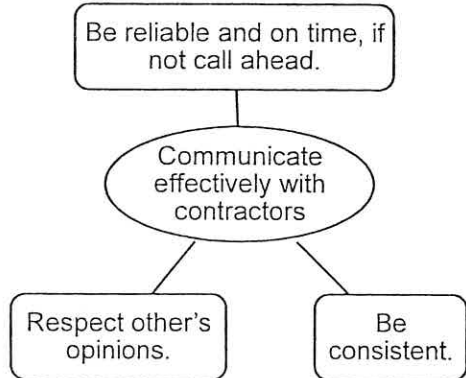 Be reliable and on time, if
not call ahead.
Communicate
effectively with
contractors
Respect other's
opinions.
Be
consistent.